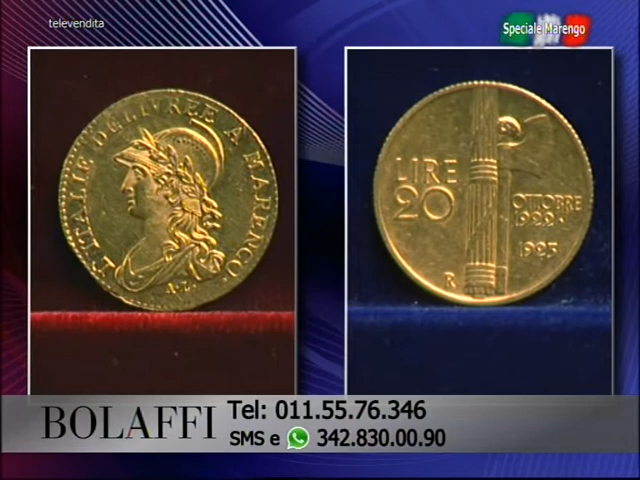 televendita
Speciale Marengo
L'ITALIE DELIVREE A MARENGO
A.L.
LIRE
20
OTTOBRE
1922
1923
R
BOLAFFI
Tel: 011.55.76.346
SMS e 342.830.00.90